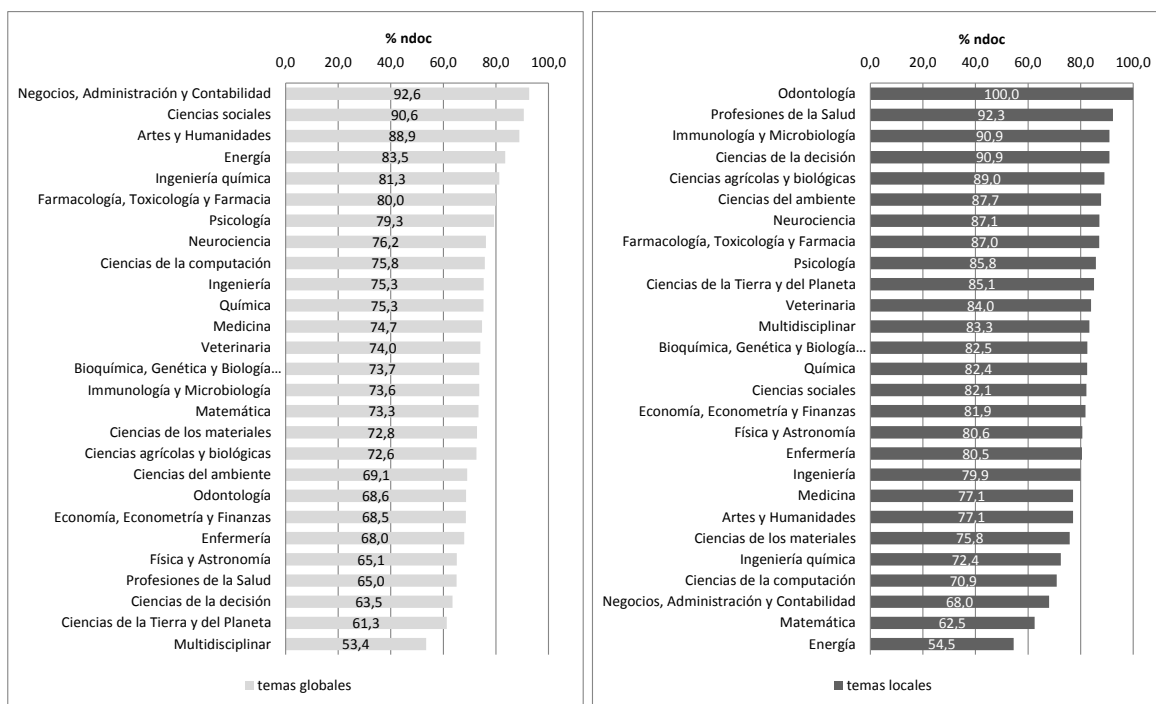 % ndoc
0,0 20,0 40,0 60,0 80,0 100,0
Negocios, Administración y Contabilidad 92,6
Ciencias sociales 90,6
Artes y Humanidades 88,9
Energía 83,5
Ingeniería química 81,3
Farmacología, Toxicología y Farmacia 80,0
Psicología 79,3
Neurociencia 76,2
Ciencias de la computación 75,8
Ingeniería 75,3
Química 75,3
Medicina 74,7
Veterinaria 74,0
Bioquímica, Genética y Biología… 73,7
Immunología y Microbiología 73,6
Matemática 73,3
Ciencias de los materiales 72,8
Ciencias agrícolas y biológicas 72,6
Ciencias del ambiente 69,1
Odontología 68,6
Economía, Econometría y Finanzas 68,5
Enfermería 68,0
Física y Astronomía 65,1
Profesiones de la Salud 65,0
Ciencias de la decisión 63,5
Ciencias de la Tierra y del Planeta 61,3
Multidisciplinar 53,4
temas globales
% ndoc
0,0 20,0 40,0 60,0 80,0 100,0
Odontología 100,0
Profesiones de la Salud 92,3
Immunología y Microbiología 90,9
Ciencias de la decisión 90,9
Ciencias agrícolas y biológicas 89,0
Ciencias del ambiente 87,7
Neurociencia 87,1
Farmacología, Toxicología y Farmacia 87,0
Psicología 85,8
Ciencias de la Tierra y del Planeta 85,1
Veterinaria 84,0
Multidisciplinar 83,3
Bioquímica, Genética y Biología… 82,5
Química 82,4
Ciencias sociales 82,1
Economía, Econometría y Finanzas 81,9
Física y Astronomía 80,6
Enfermería 80,5
Ingeniería 79,9
Medicina 77,1
Artes y Humanidades 77,1
Ciencias de los materiales 75,8
Ingeniería química 72,4
Ciencias de la computación 70,9
Negocios, Administración y Contabilidad 68,0
Matemática 62,5
Energía 54,5
temas locales